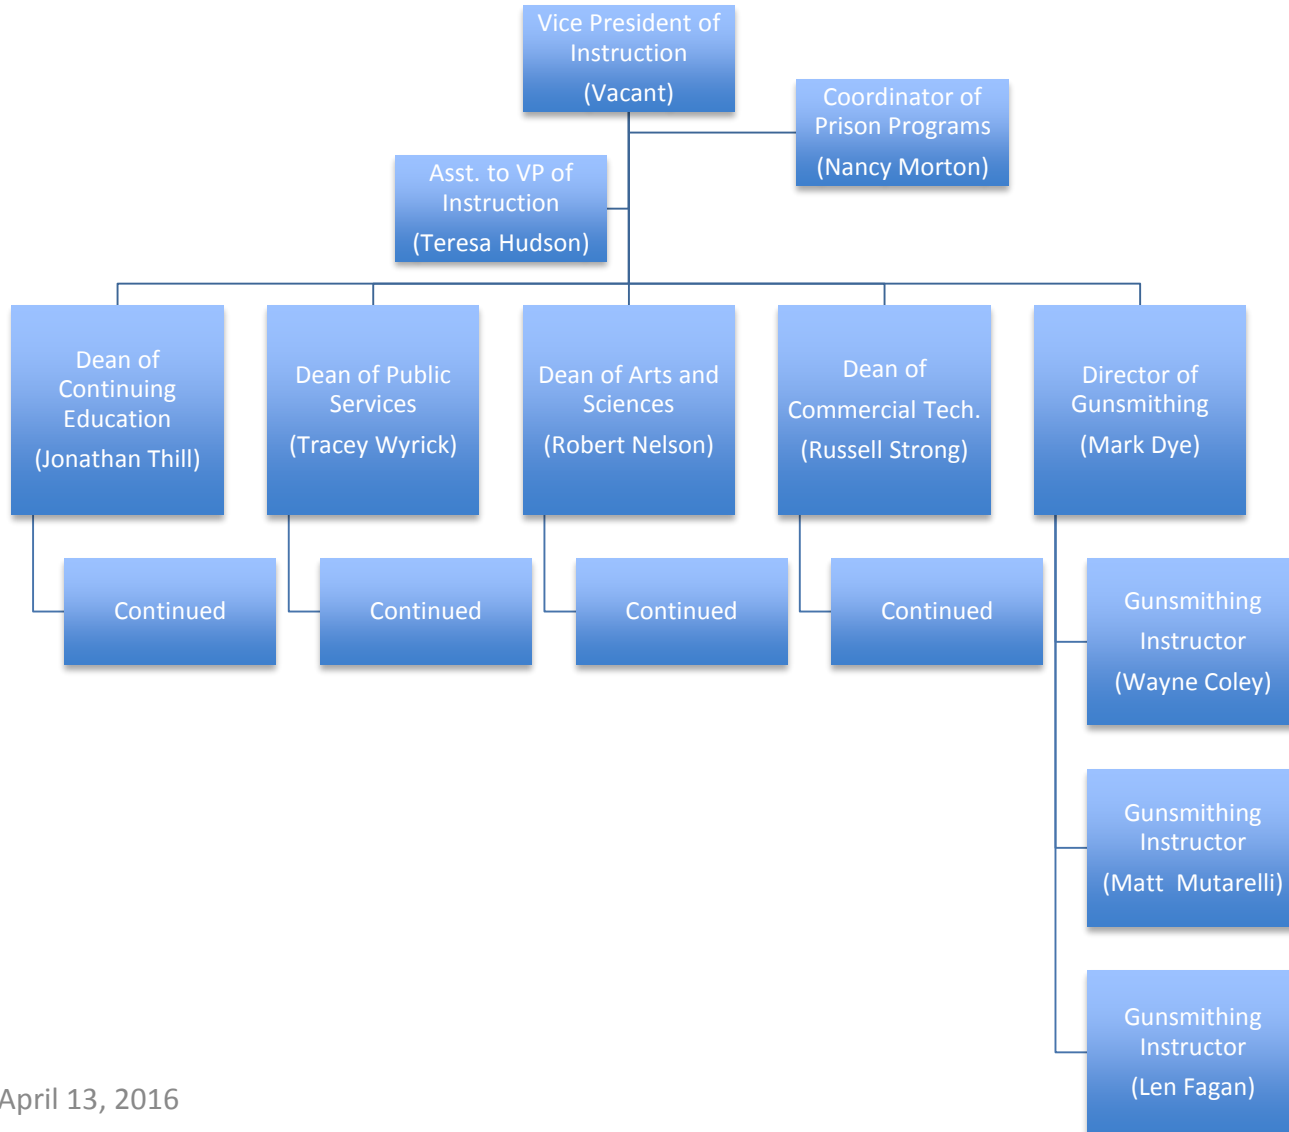 Vice President of
Instruction
(Vacant)
Coordinator of
Prison Programs
(Nancy Morton)
Asst. to VP of
Instruction
(Teresa Hudson)
Dean of
Continuing
Education
(Jonathan Thill)
Dean of Public
Services
(Tracey Wyrick)
Dean of Arts and
Sciences
(Robert Nelson)
Dean of
Commercial Tech.
(Russell Strong)
Director of
Gunsmithing
(Mark Dye)
Continued
Continued
Continued
Continued
Gunsmithing
Instructor
(Wayne Coley)
Gunsmithing
Instructor
(Matt  Mutarelli)
Gunsmithing
Instructor
(Len Fagan)
April 13, 2016